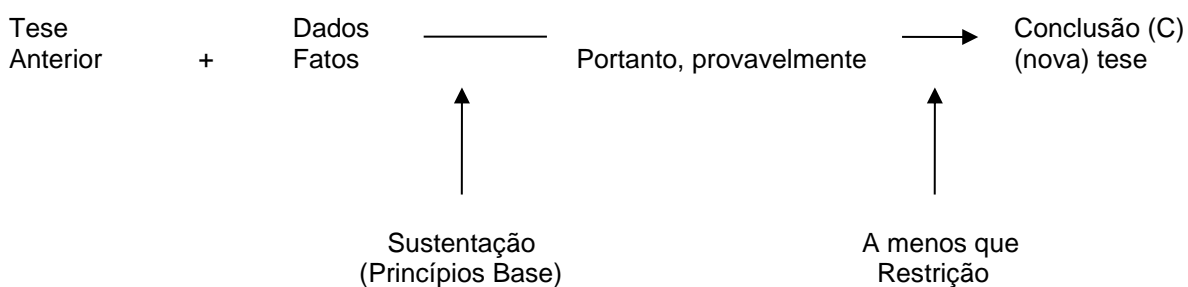 Tese Dados Conclusão (C)
Anterior + Fatos Portanto, provavelmente (nova) tese
Sustentação A menos que
(Princípios Base) Restrição